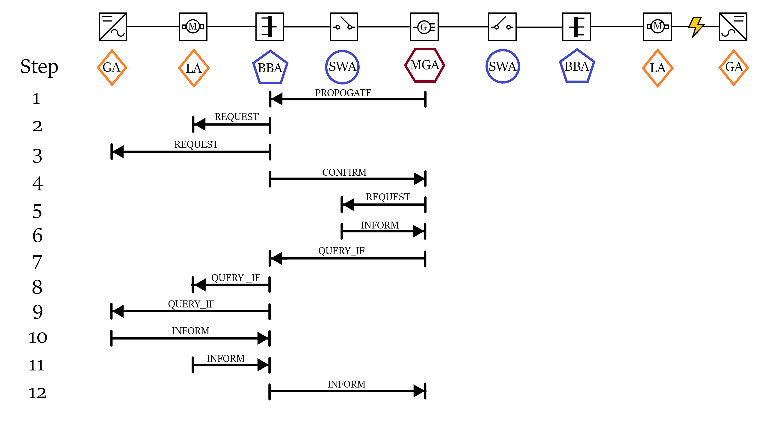 M G M
Step GA LA BBA SWA MGA SWA BBA LA GA
1 PROPOGATE
2 REQUEST
3 REQUEST
4 CONFIRM
5 REQUEST
6 INFORM
7 QUERY_IF
8 QUERY_IF
9 QUERY_IF
10 INFORM
11 INFORM
12 INFORM